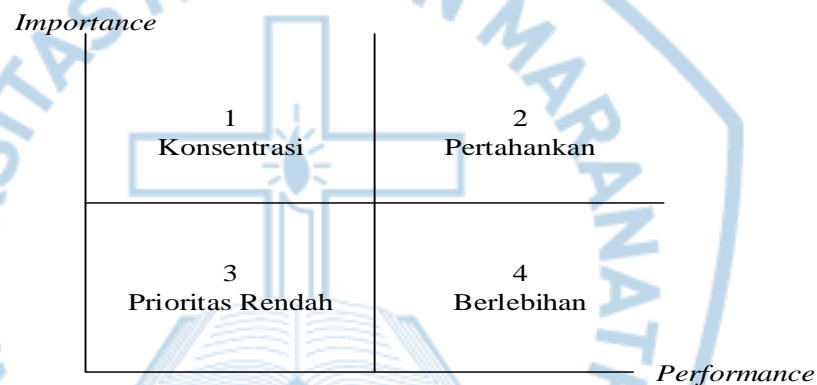 Importance
1
Konsentrasi
2
Pertahankan
3
Prioritas Rendah
4
Berlebihan
Performance